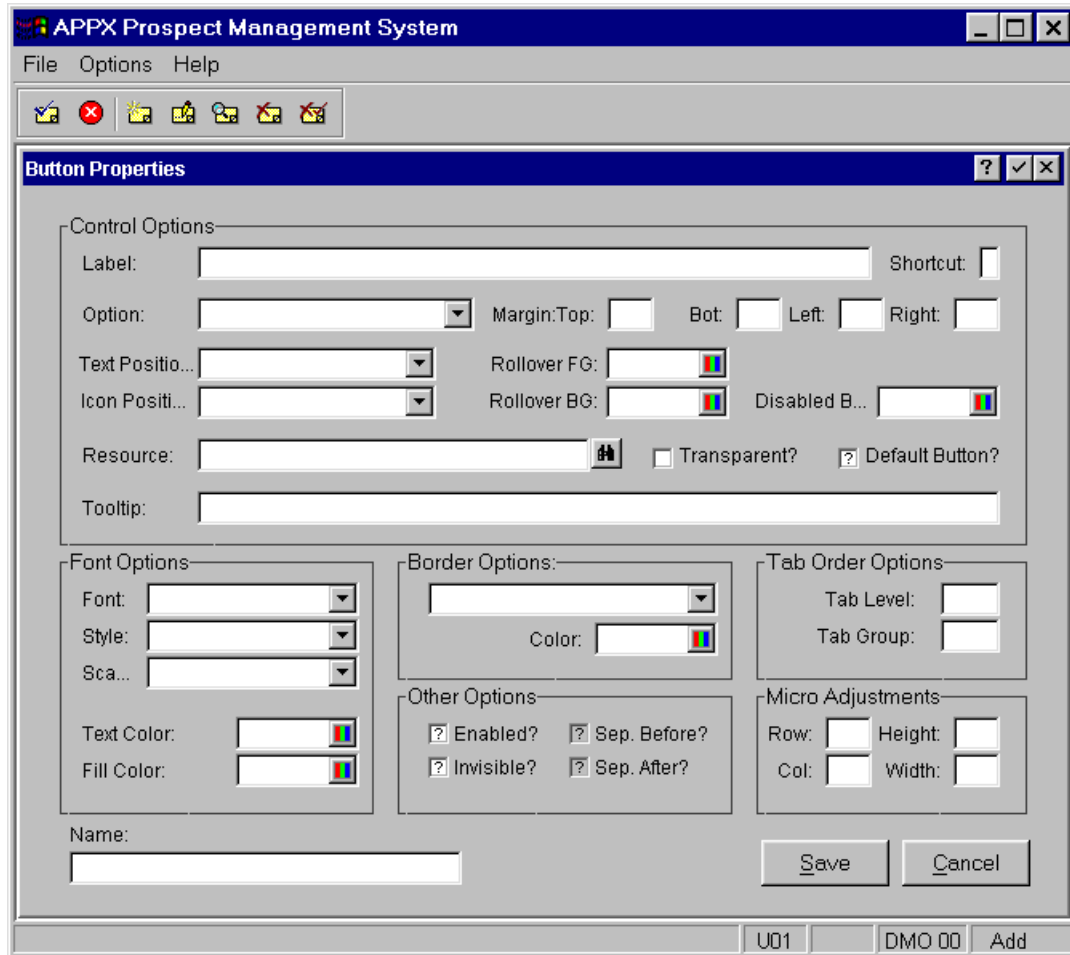 APPX Prospect Management System
File Options Help
Button Properties
Control Options
Label: Shortcut:
Option: Margin:Top: Bot: Left: Right:
Text Positio... Rollover FG:
Icon Positi... Rollover BG: Disabled B...
Resource: Transparent? ? Default Button?
Tooltip:
Font Options Border Options: Tab Order Options
Font: Tab Level:
Style: Color: Tab Group:
Sca...
Other Options Micro Adjustments
Text Color: ? Enabled? ? Sep. Before? Row: Height:
Fill Color: ? Invisible? ? Sep. After? Col: Width:
Name:
Save Cancel
U01 DMO 00 Add